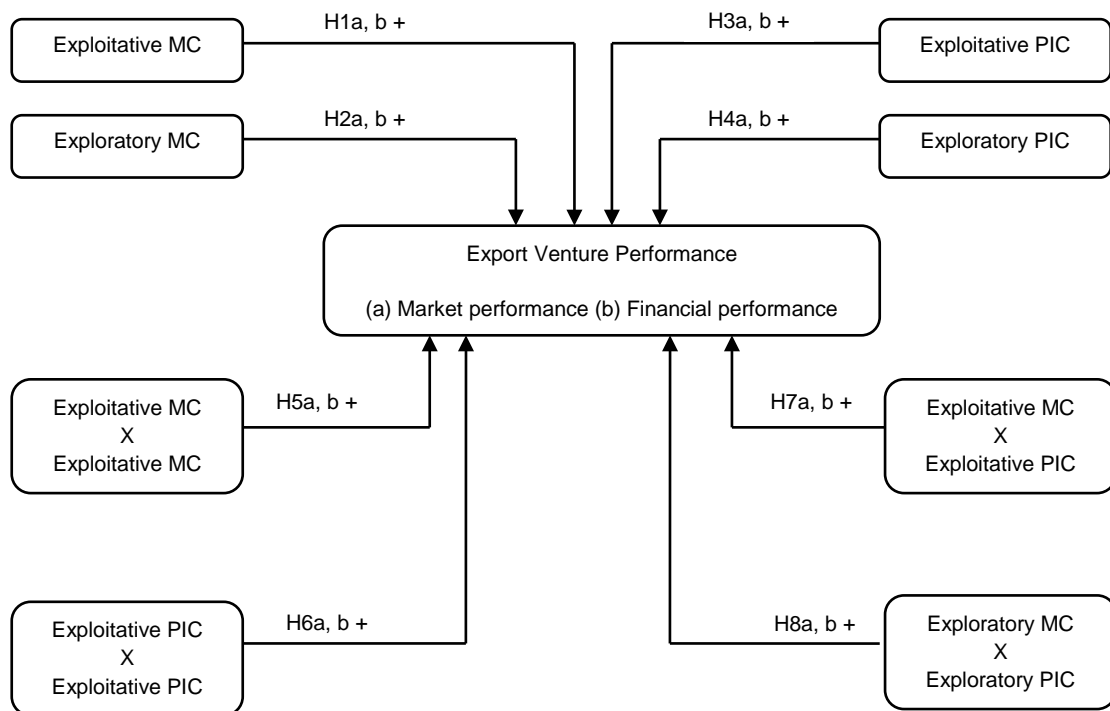 H1a, b +
H3a, b +
Exploitative MC
Exploitative PIC
H2a, b +
H4a, b +
Exploratory MC
Exploratory PIC
Export Venture Performance
(a) Market performance (b) Financial performance
Exploitative MC
X
Exploitative MC
H5a, b +
H7a, b +
Exploitative MC
X
Exploitative PIC
Exploitative PIC
X
Exploitative PIC
H6a, b +
H8a, b +
Exploratory MC
X
Exploratory PIC